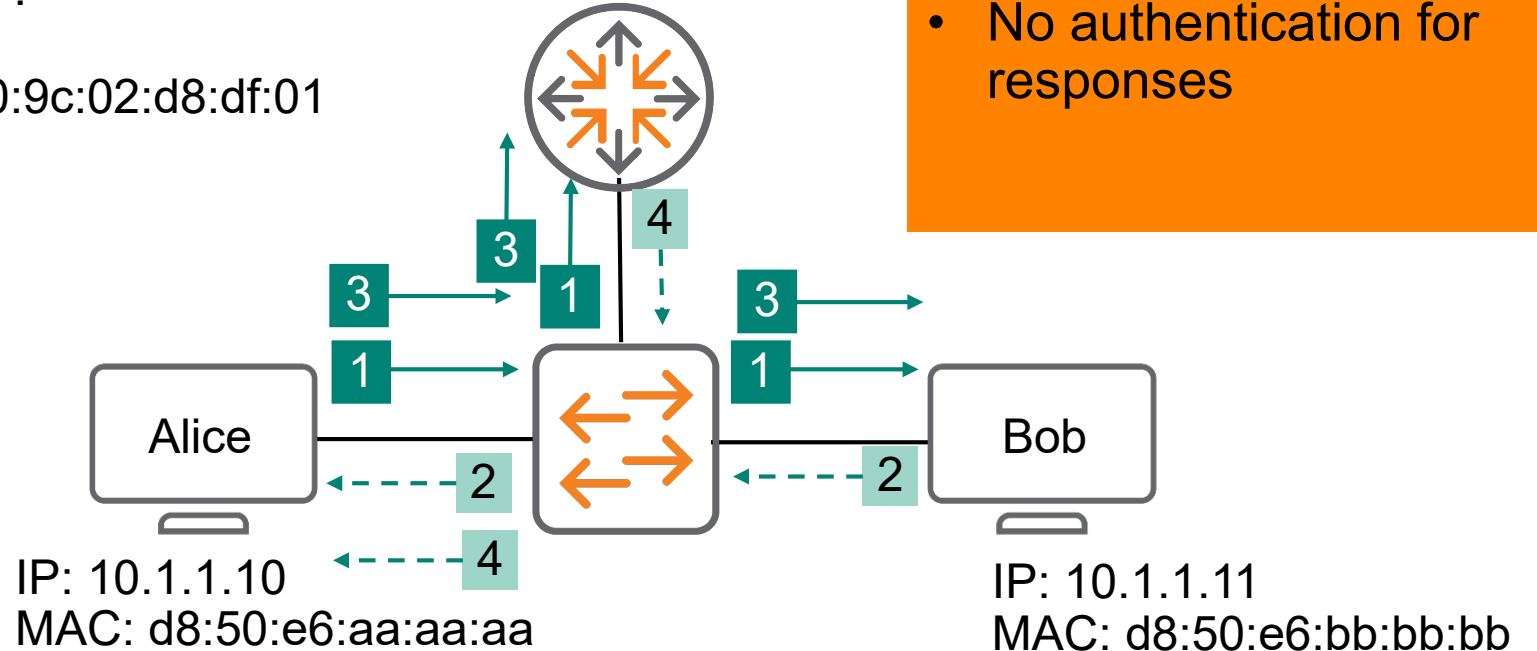 • No authentication for
responses
:9c:02:d8:df:01
4
3
3
1
3
1
1
Alice
Bob
2
2
4
IP: 10.1.1.10
MAC: d8:50:e6:aa:aa:aa
IP: 10.1.1.11
MAC: d8:50:e6:bb:bb:bb